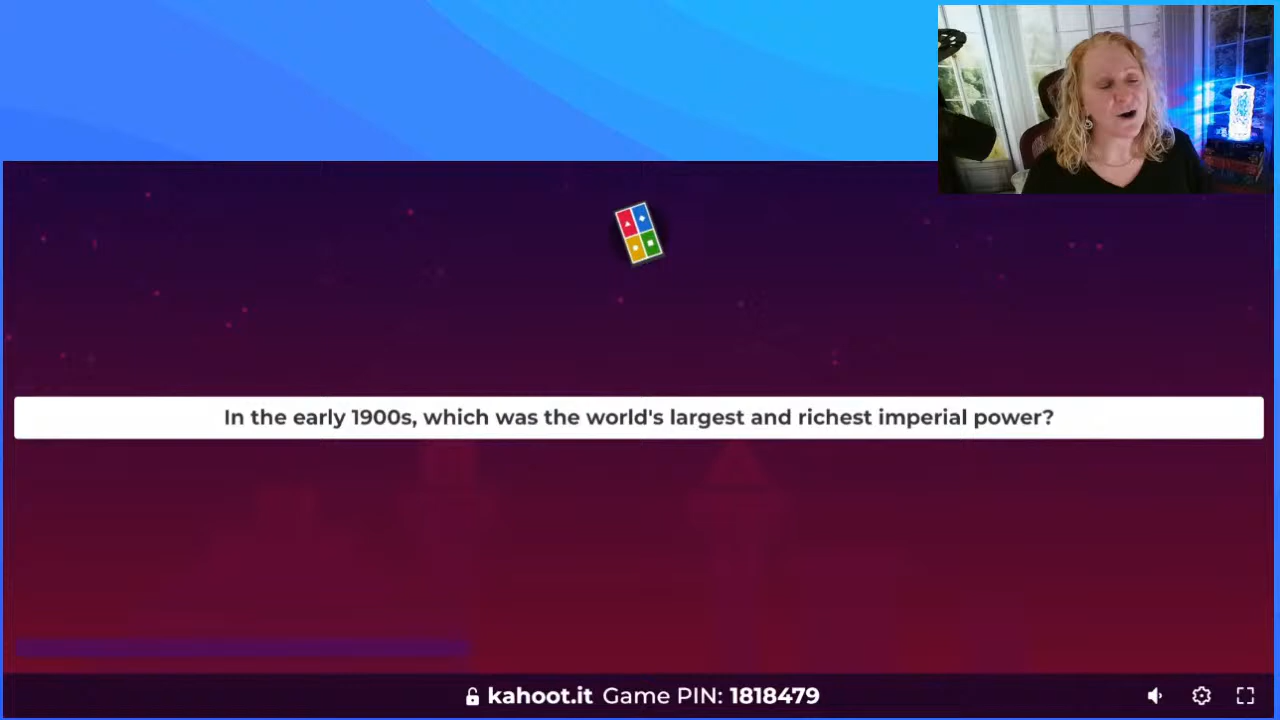 In the early 1900s, which was the world's largest and richest imperial power?
kahoot.it Game PIN: 1818479